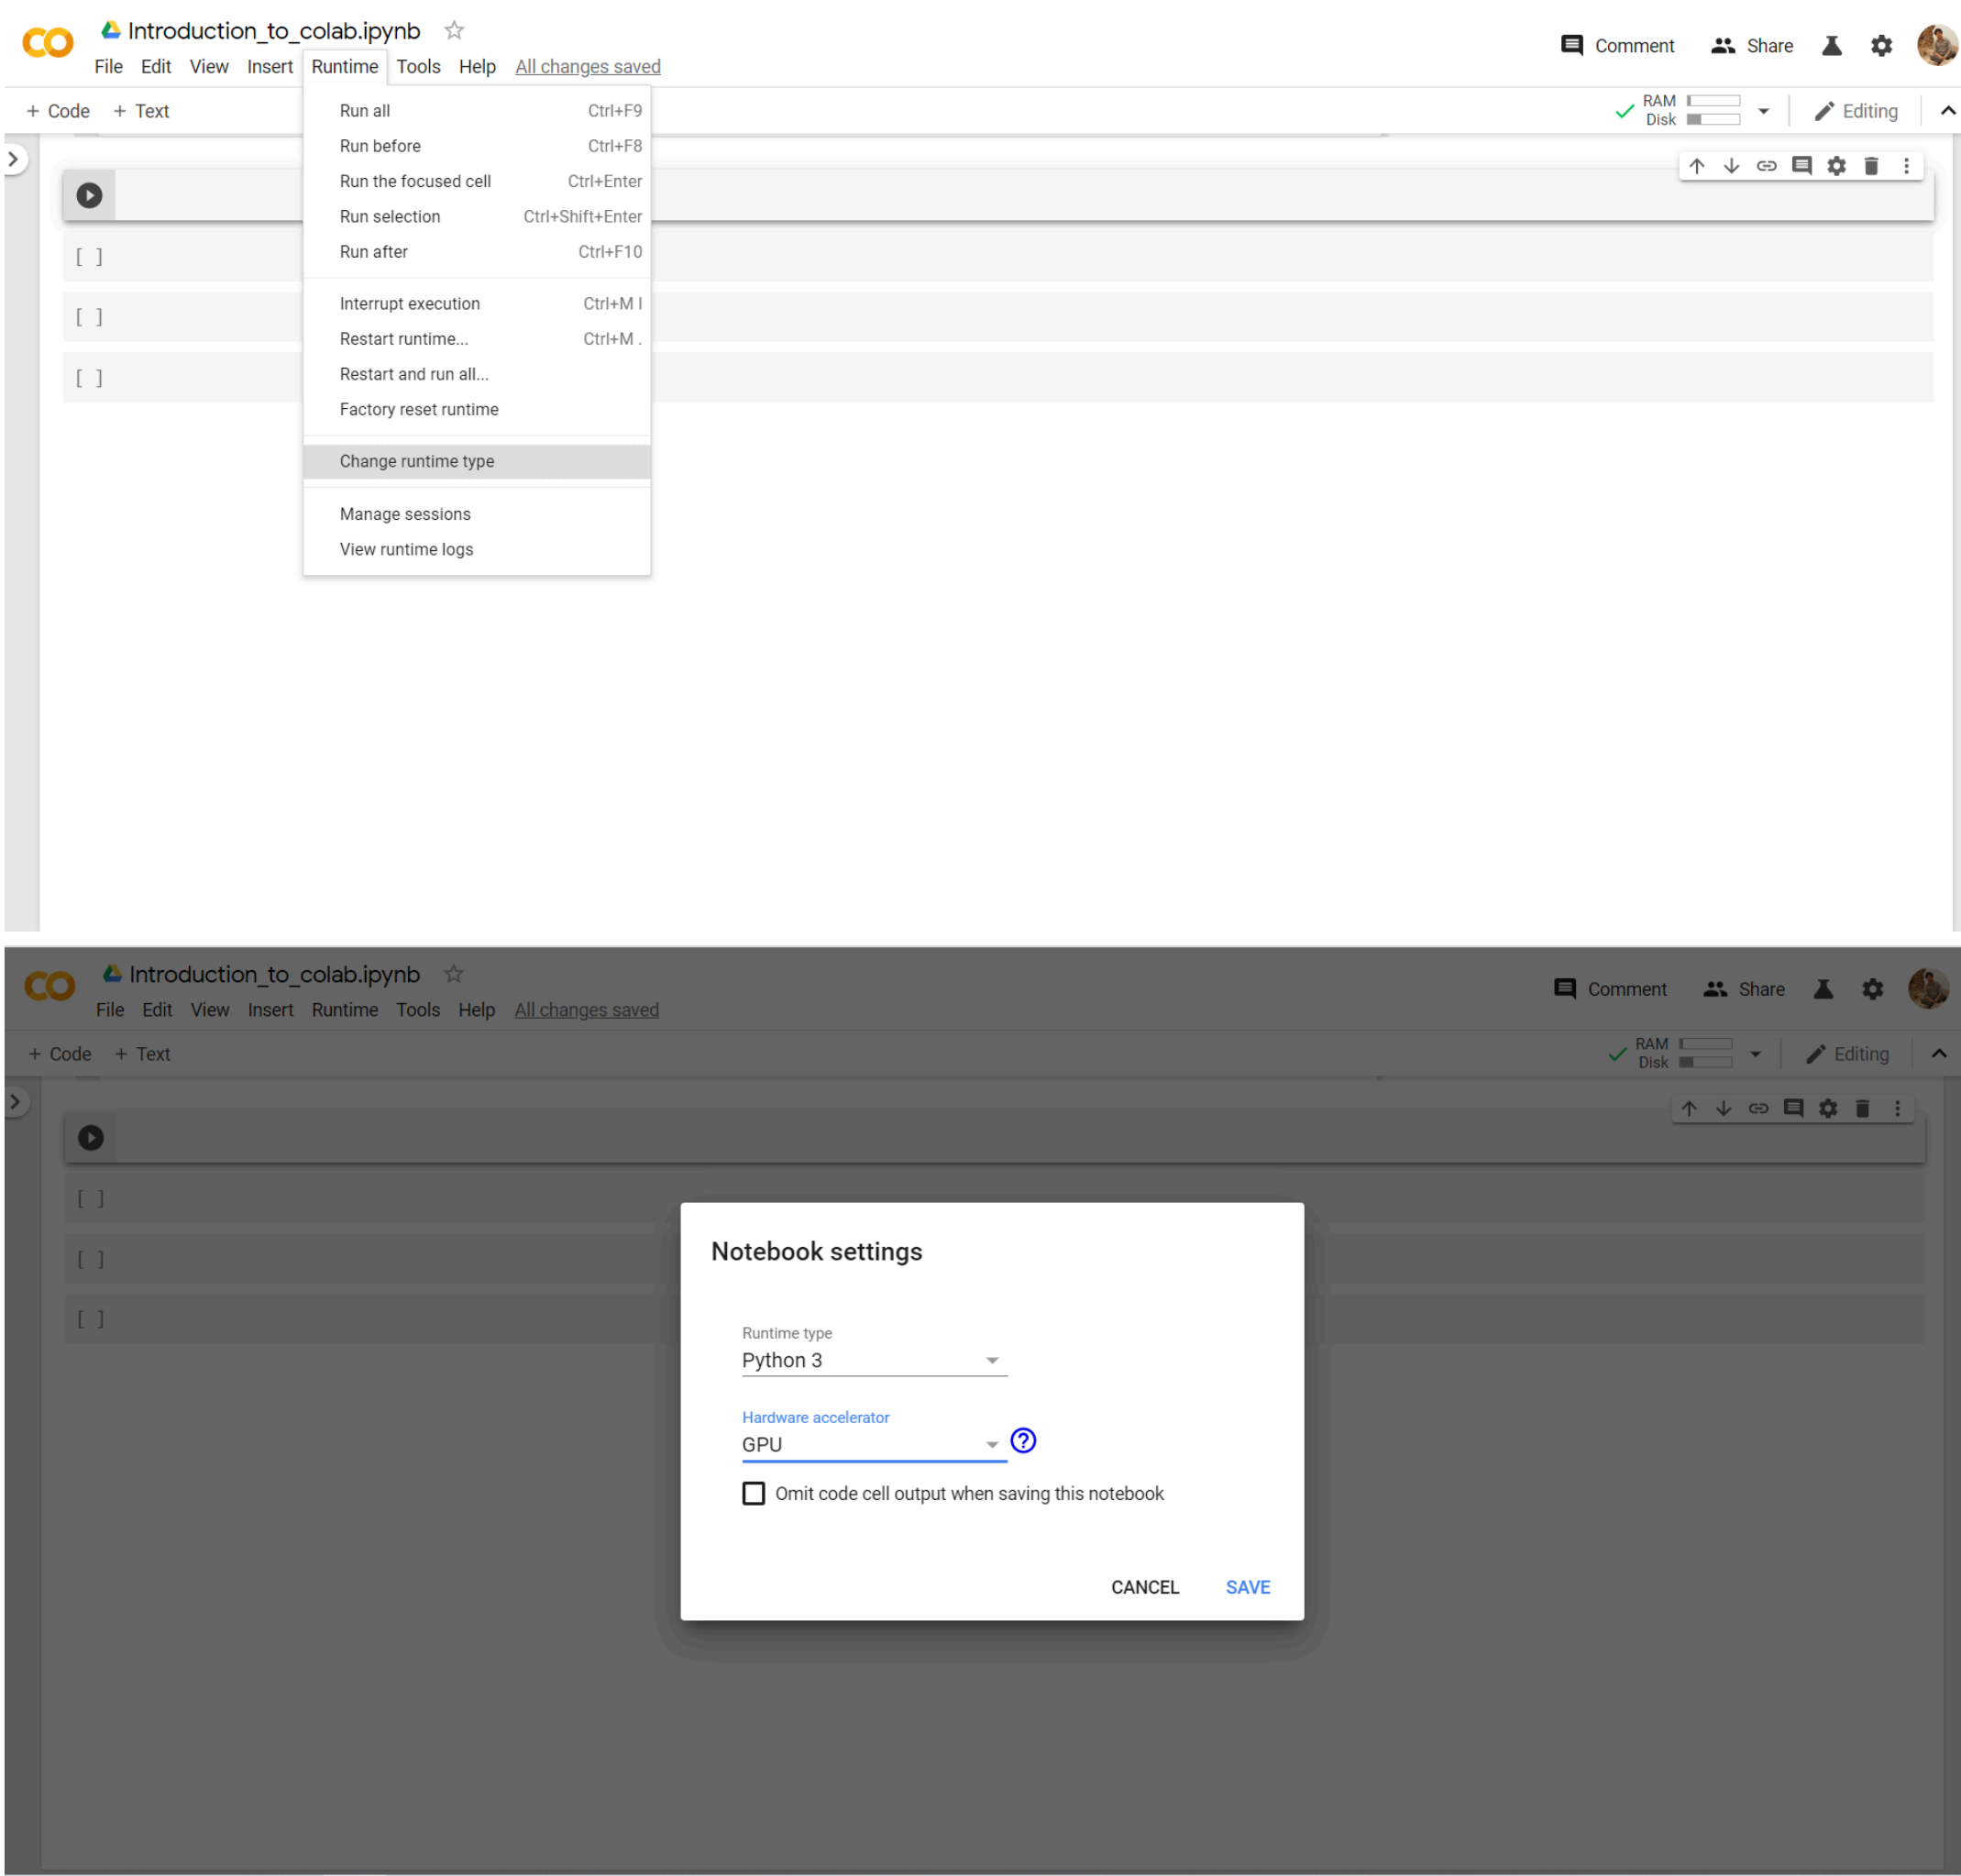 Introduction_to_colab.ipynb
Comment Share
File Edit View Insert Runtime Tools Help All changes saved
+ Code + Text
RAM
Disk
Editing
Run all Ctrl+F9
Run before Ctrl+F8
Run the focused cell Ctrl+Enter
Run selection Ctrl+Shift+Enter
Run after Ctrl+F10
[ ]
Interrupt execution Ctrl+M I
[ ]
Restart runtime... Ctrl+M .
Restart and run all...
[ ]
Factory reset runtime
Change runtime type
Manage sessions
View runtime logs
Introduction_to_colab.ipynb
Comment Share
File Edit View Insert Runtime Tools Help All changes saved
+ Code + Text
RAM
Disk
Editing
[ ]
[ ]
[ ]
Notebook settings
Runtime type
Python 3
Hardware accelerator
GPU
?
Omit code cell output when saving this notebook
CANCEL SAVE